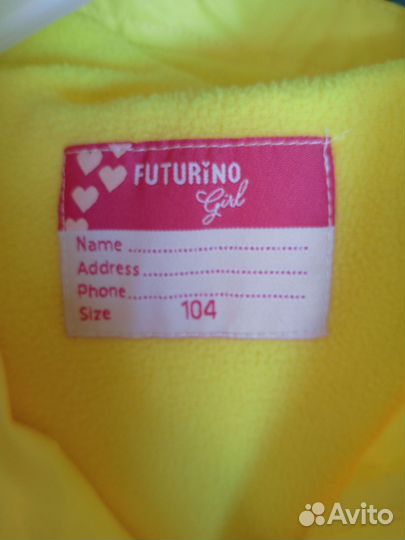 FUTURINO
Girl
Name
Address
Phone
Size 104
Avito